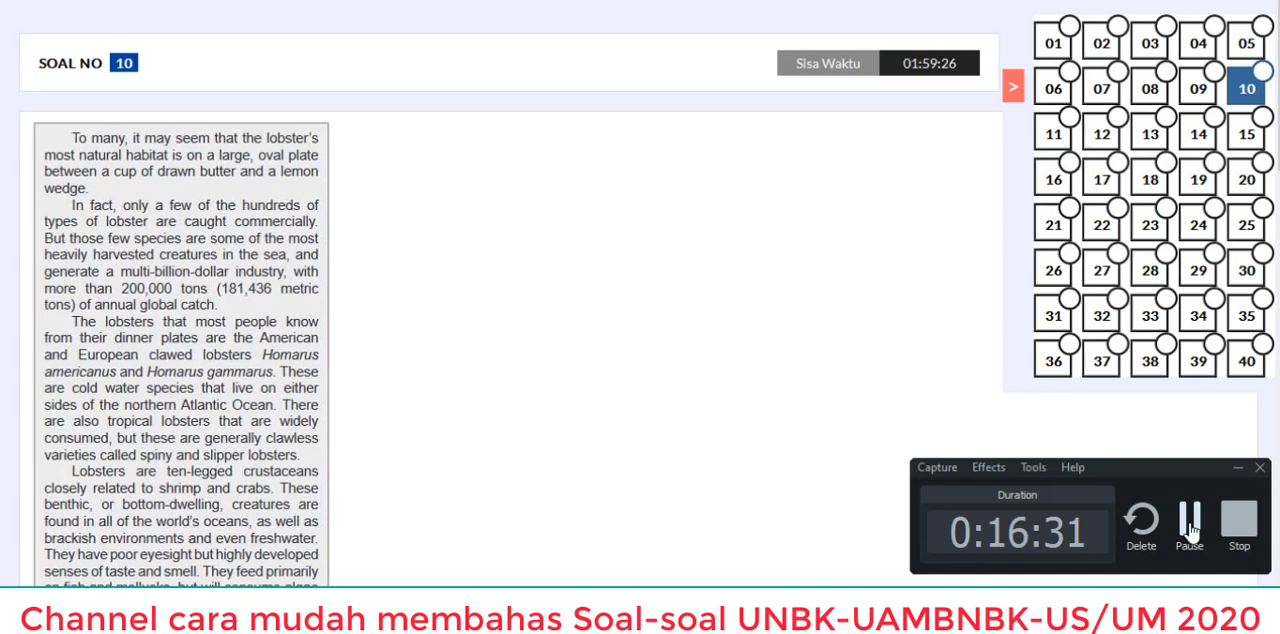 SOAL NO 10
Sisa Waktu 01:59:26
>
01 02 03 04 05
06 07 08 09 10
11 12 13 14 15
16 17 18 19 20
21 22 23 24 25
26 27 28 29 30
31 32 33 34 35
36 37 38 39 40
To many, it may seem that the lobster's
most natural habitat is on a large, oval plate
between a cup of drawn butter and a lemon
wedge.
In fact, only a few of the hundreds of
types of lobster are caught commercially.
But those few species are some of the most
heavily harvested creatures in the sea, and
generate a multi-billion-dollar industry, with
more than 200,000 tons (181,436 metric
tons) of annual global catch.
The lobsters that most people know
from their dinner plates are the American
and European clawed lobsters Homarus
americanus and Homarus gammarus. These
are cold water species that live on either
sides of the northern Atlantic Ocean. There
are also tropical lobsters that are widely
consumed, but these are generally clawless
varieties called spiny and slipper lobsters.
Lobsters are ten-legged crustaceans
closely related to shrimp and crabs. These
benthic, or bottom-dwelling, creatures are
found in all of the world's oceans, as well as
brackish environments and even freshwater.
They have poor eyesight but highly developed
senses of taste and smell. They feed primarily
Capture Effects Tools Help
Duration
0:16:31
Delete Pause Stop
Channel cara mudah membahas Soal-soal UNBK-UAMBNBK-US/UM 2020